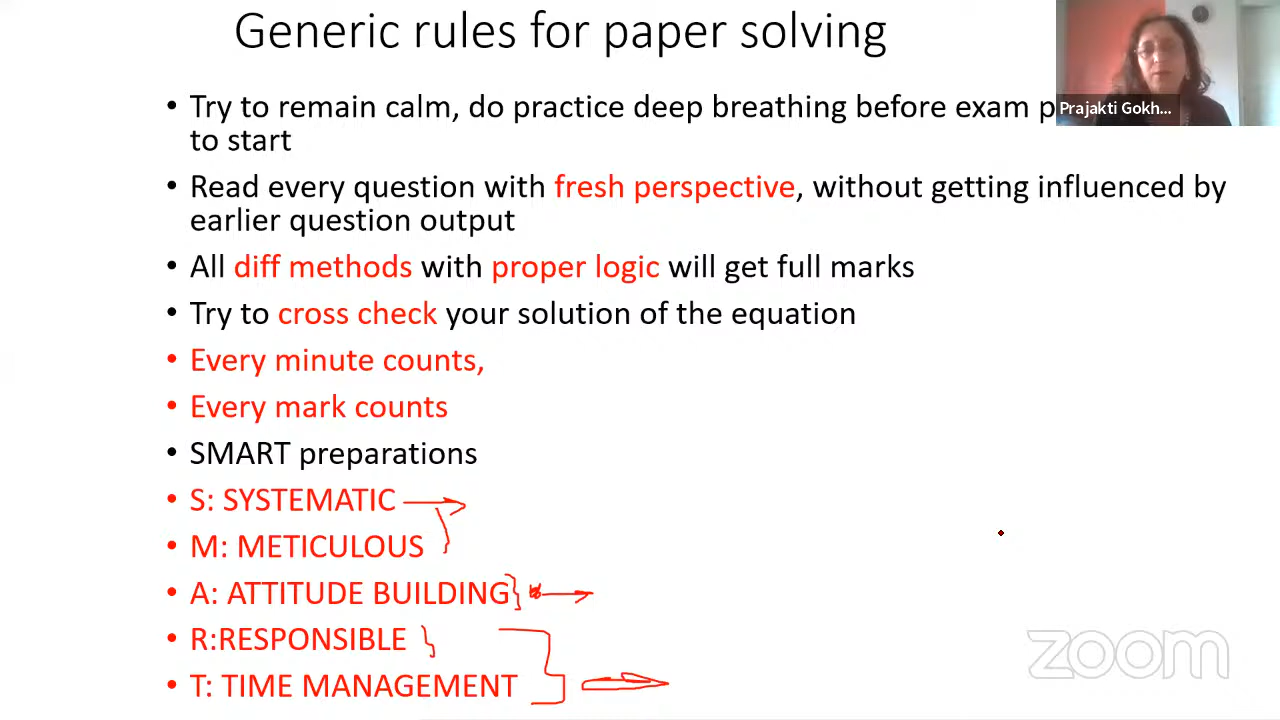 Generic rules for paper solving
Prajakti Gokh...
• Try to remain calm, do practice deep breathing before exam p
to start
• Read every question with fresh perspective, without getting influenced by
earlier question output
• All diff methods with proper logic will get full marks
• Try to cross check your solution of the equation
• Every minute counts,
• Every mark counts
• SMART preparations
• S: SYSTEMATIC
• M: METICULOUS
• A: ATTITUDE BUILDING
• R:RESPONSIBLE
• T: TIME MANAGEMENT
zoom